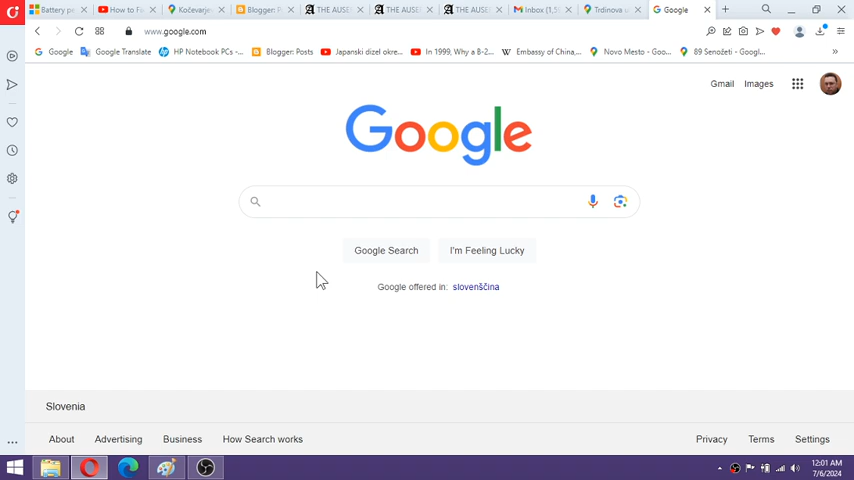 Battery pe
How to Fi
Kočevarje
Blogger: P
THE AUSE
THE AUSE
THE AUSE
Inbox (1,5
Trdinova u
Google
www.google.com
Google
Google Translate
HP Notebook PCs -...
Blogger: Posts
Japanski dizel okre...
In 1999, Why a B-2...
Embassy of China,...
Novo Mesto - Goo...
89 Senožeti - Googl...
Gmail
Images
Google
Google Search
I'm Feeling Lucky
Google offered in: slovenščina
Slovenia
About
Advertising
Business
How Search works
Privacy
Terms
Settings
12:01 AM
7/6/2024